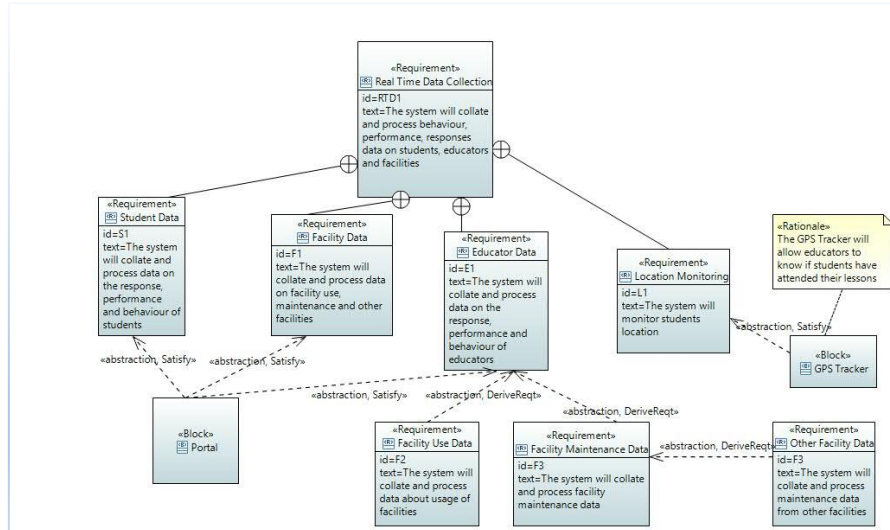 «Requirement»
Real Time Data Collection
id=RTD1
text=The system will collate
and process behaviour,
performance, responses
data on students, educators
and facilities
«Requirement»
Student Data
id=S1
text=The system
will collate and
process data on
the response,
performance
and behaviour of
students
«Requirement»
Facility Data
id=F1
text=The system will
collate and process data
on facility use,
maintenance and other
facilities
«Requirement»
Educator Data
id=E1
text=The system will
collate and process
data on the
response,
performance and
behaviour of
educators
«Requirement»
Location Monitoring
id=L1
text=The system will
monitor students
location
«Rationale»
The GPS Tracker will
allow educators to
know if students have
attended their lessons
«abstraction, Satisfy»
«Block»
GPS Tracker
«abstraction, Satisfy»
«abstraction, Satisfy»
«abstraction, Satisfy»
«abstraction, DeriveReqt»
«abstraction, DeriveReqt»
«abstraction, DeriveReqt»
«Block»
Portal
«Requirement»
Facility Use Data
id=F2
text=The system will
collate and process
data about usage of
facilities
«Requirement»
Facility Maintenance Data
id=F3
text=The system will collate
and process facility
maintenance data
«Requirement»
Other Facility Data
id=F3
text=The system will
collate and process
maintenance data
from other facilities